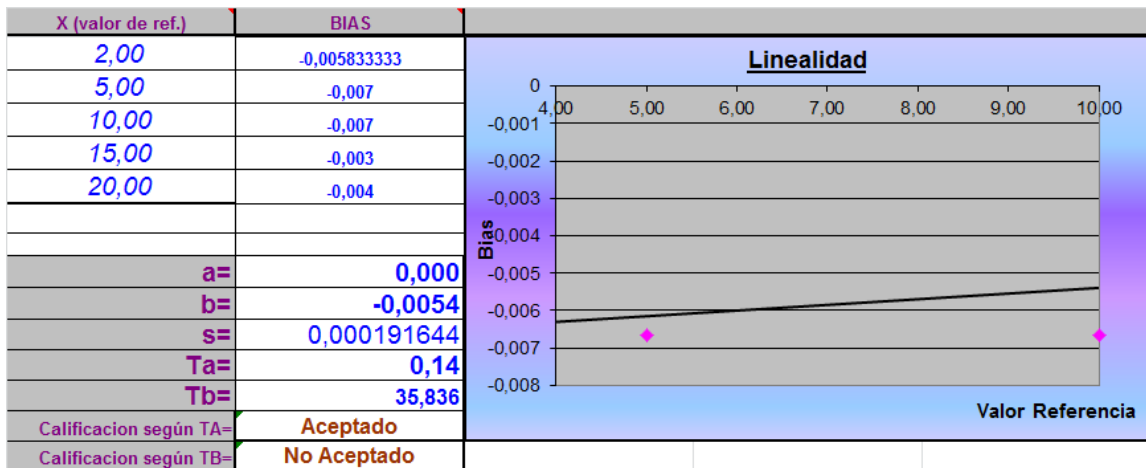 X (valor de ref.) BIAS
2,00 -0,005833333
5,00 -0,007
10,00 -0,007
15,00 -0,003
20,00 -0,004
a= 0,000
b= -0,0054
s= 0,000191644
Ta= 0,14
Tb= 35,836
Calificacion según TA= Aceptado
Calificacion según TB= No Aceptado
Linealidad
0
4,00 5,00 6,00 7,00 8,00 9,00 10,00
-0,001
-0,002
-0,003
-0,004
-0,005
-0,006
-0,007
-0,008
Bias
Valor Referencia